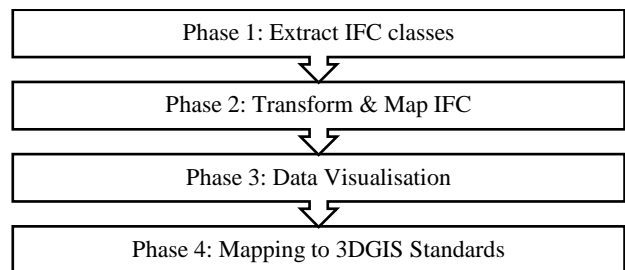 Phase 1: Extract IFC classes
Phase 2: Transform & Map IFC
Phase 3: Data Visualisation
Phase 4: Mapping to 3DGIS Standards